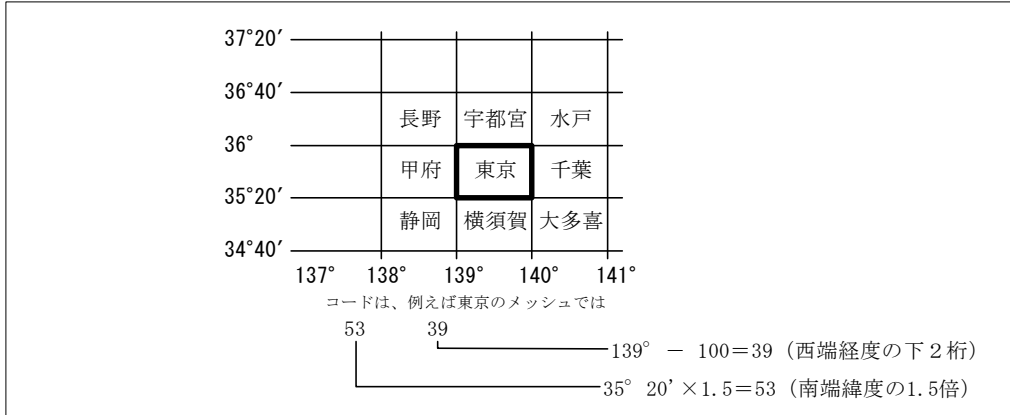 37°20′
36°40′
長野 宇都宮 水戸
36°
甲府 東京 千葉
35°20′
静岡 横須賀 大多喜
34°40′
137° 138° 139° 140° 141°
コードは、例えば東京のメッシュでは
53 39
139° － 100＝39（西端経度の下２桁）
35° 20’×1.5＝53（南端緯度の1.5倍）